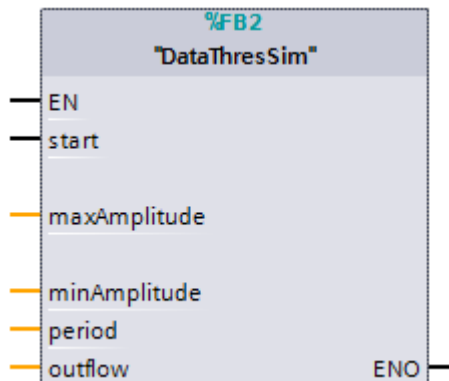 %FB2
"DataThresSim"
EN
start
maxAmplitude
minAmplitude
period
outflow ENO